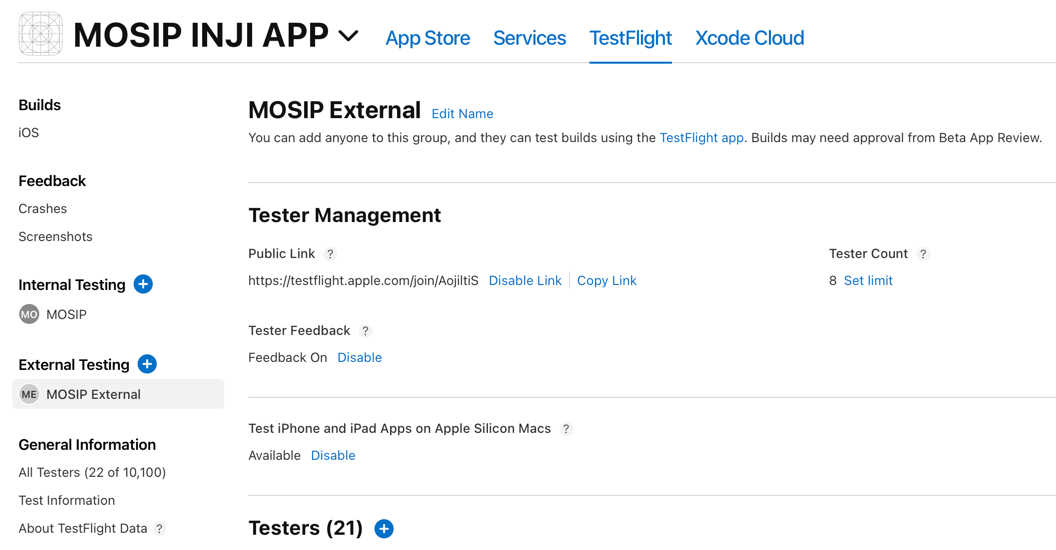 MOSIP INJI APP
App Store Services TestFlight Xcode Cloud
Builds
iOS
Feedback
Crashes
Screenshots
Internal Testing
MO MOSIP
External Testing
ME MOSIP External
General Information
All Testers (22 of 10,100)
Test Information
About TestFlight Data ?
MOSIP External Edit Name
You can add anyone to this group, and they can test builds using the TestFlight app. Builds may need approval from Beta App Review.
Tester Management
Public Link ?
https://testflight.apple.com/join/AojiltiS Disable Link Copy Link
Tester Count ?
8 Set limit
Tester Feedback ?
Feedback On Disable
Test iPhone and iPad Apps on Apple Silicon Macs ?
Available Disable
Testers (21)